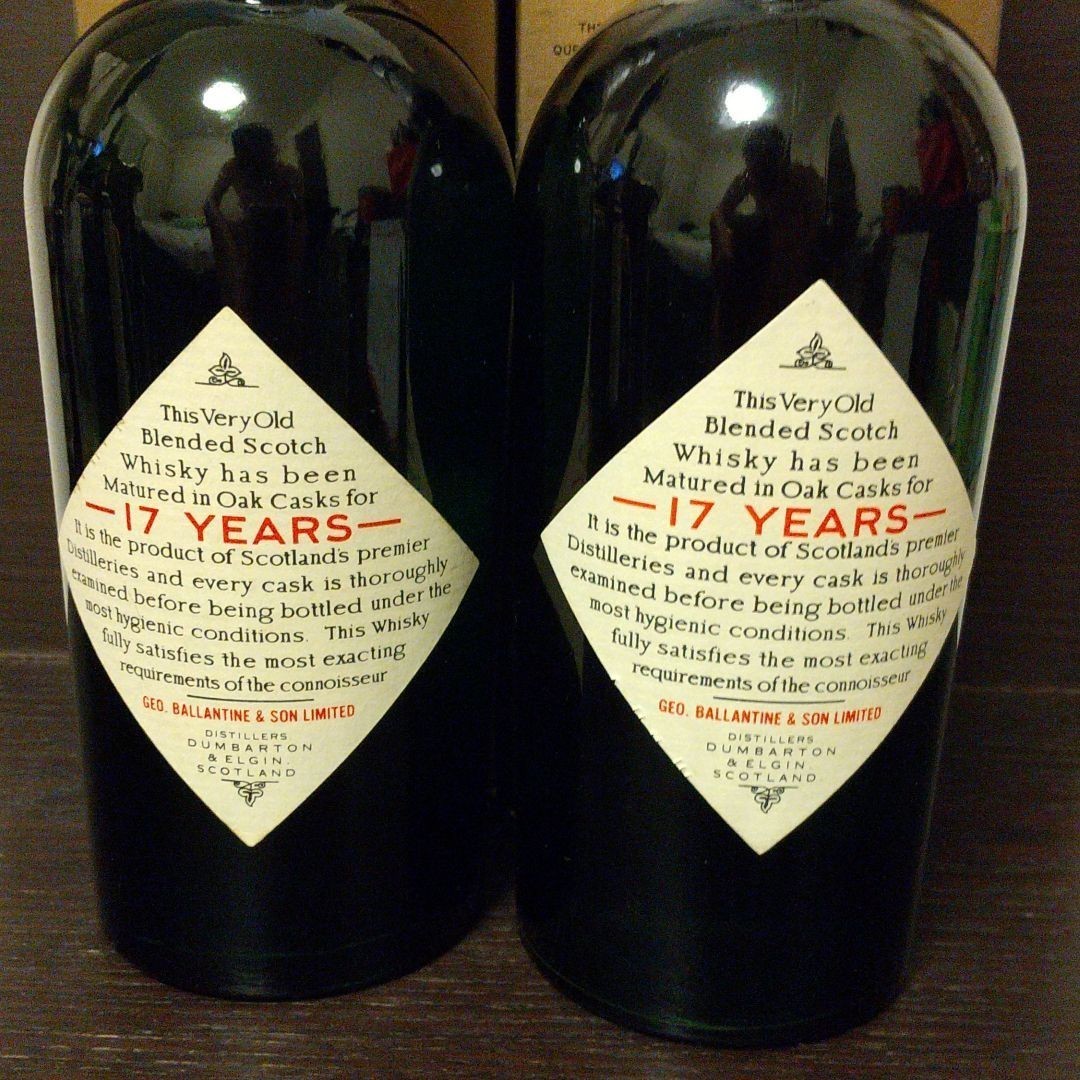 This Very Old
Blended Scotch
Whisky has been
Matured in Oak Casks for
—17 YEARS—
It is the product of Scotland's premier
Distilleries and every cask is thoroughly
examined before being bottled under the
most hygienic conditions. This Whisky
fully satisfies the most exacting
requirements of the connoisseur
GEO. BALLANTINE & SON LIMITED
DISTILLERS,
DUMBARTON
& ELGIN.
SCOTLAND
This Very Old
Blended Scotch
Whisky has been
Matured in Oak Casks for
—17 YEARS—
It is the product of Scotland's premier
Distilleries and every cask is thoroughly
examined before being bottled under the
most hygienic conditions. This Whisky
fully satisfies the most exacting
requirements of the connoisseur
GEO. BALLANTINE & SON LIMITED
DISTILLERS
DUMBARTON
& ELGIN.
SCOTLAND